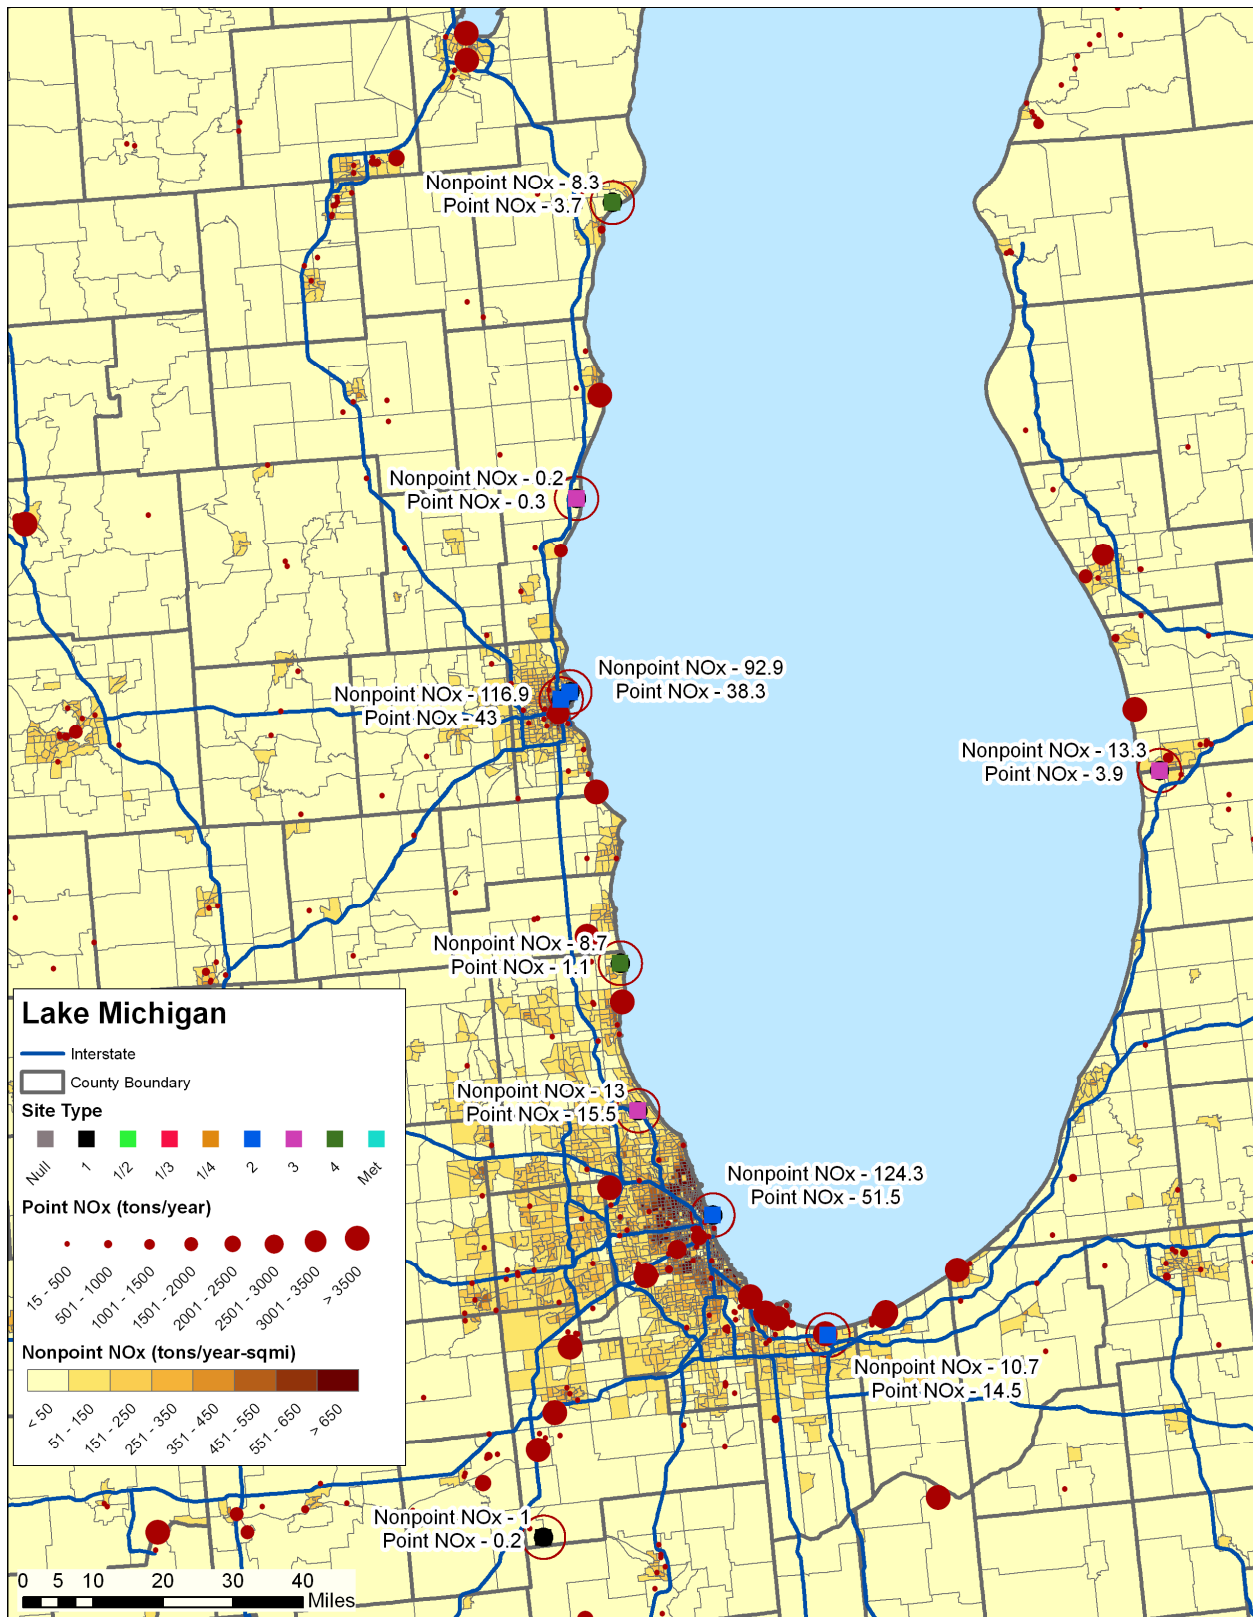 Nonpoint NOx - 8.3
Point NOx - 3.7
Nonpoint NOx - 0.2
Point NOx - 0.3
Nonpoint NOx - 92.9
Point NOx - 38.3
Nonpoint NOx - 116.9
Point NOx - 43
Nonpoint NOx - 13.3
Point NOx - 3.9
Nonpoint NOx - 8.7
Point NOx - 1.1
Nonpoint NOx - 13
Point NOx - 15.5
Nonpoint NOx - 124.3
Point NOx - 51.5
Nonpoint NOx - 10.7
Point NOx - 14.5
Nonpoint NOx - 1
Point NOx - 0.2
Lake Michigan
Interstate
County Boundary
Site Type
Null 1 1/2 1/3 1/4 2 3 4 Met
Point NOx (tons/year)
15 - 500 501 - 1000 1001 - 1500 1501 - 2000 2001 - 2500 2501 - 3000 3001 - 3500 > 3500
Nonpoint NOx (tons/year-sqmi)
< 50 51 - 150 151 - 250 251 - 350 351 - 450 451 - 550 551 - 650 > 650
0 5 10 20 30 40
Miles